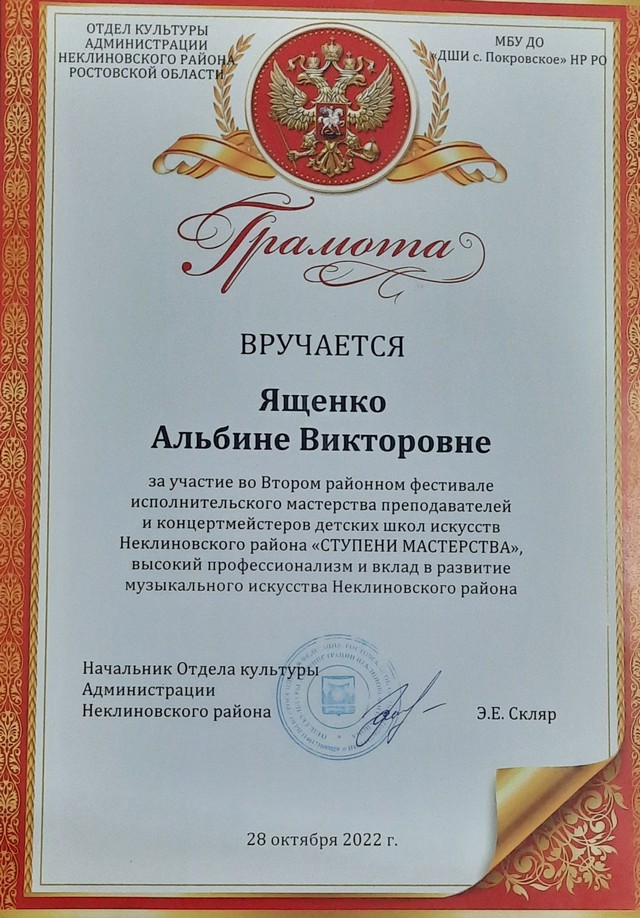 ОТДЕЛ КУЛЬТУРЫ
АДМИНИСТРАЦИИ
НЕКЛИНОВСКОГО РАЙОНА
РОСТОВСКОЙ ОБЛАСТИ
МБУ ДО
«ДШИ с. Покровское» НР РО
Грамота
ВРУЧАЕТСЯ
Ященко
Альбине Викторовне
за участие во Втором районном фестивале
исполнительского мастерства преподавателей
и концертмейстеров детских школ искусств
Неклиновского района «СТУПЕНИ МАСТЕРСТВА»,
высокий профессионализм и вклад в развитие
музыкального искусства Неклиновского района
Начальник Отдела культуры
Администрации
Неклиновского района
Э.Е. Скляр
28 октября 2022 г.